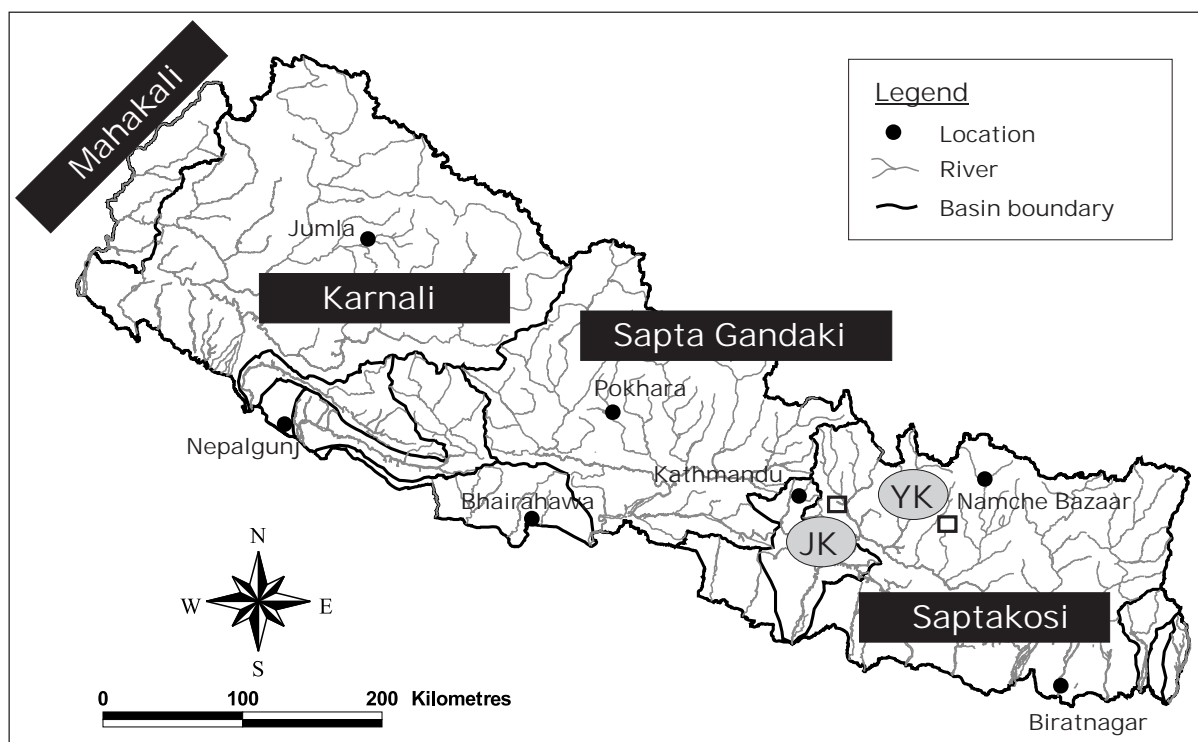 Mahakali
Legend
Location
River
Basin boundary
Jumla
Karnali
Sapta Gandaki
Pokhara
Nepalgunj
Kathmandu
YK
Namche Bazaar
Bhairahawa
JK
N
W
E
S
Saptakosi
0 100 200 Kilometres
Biratnagar